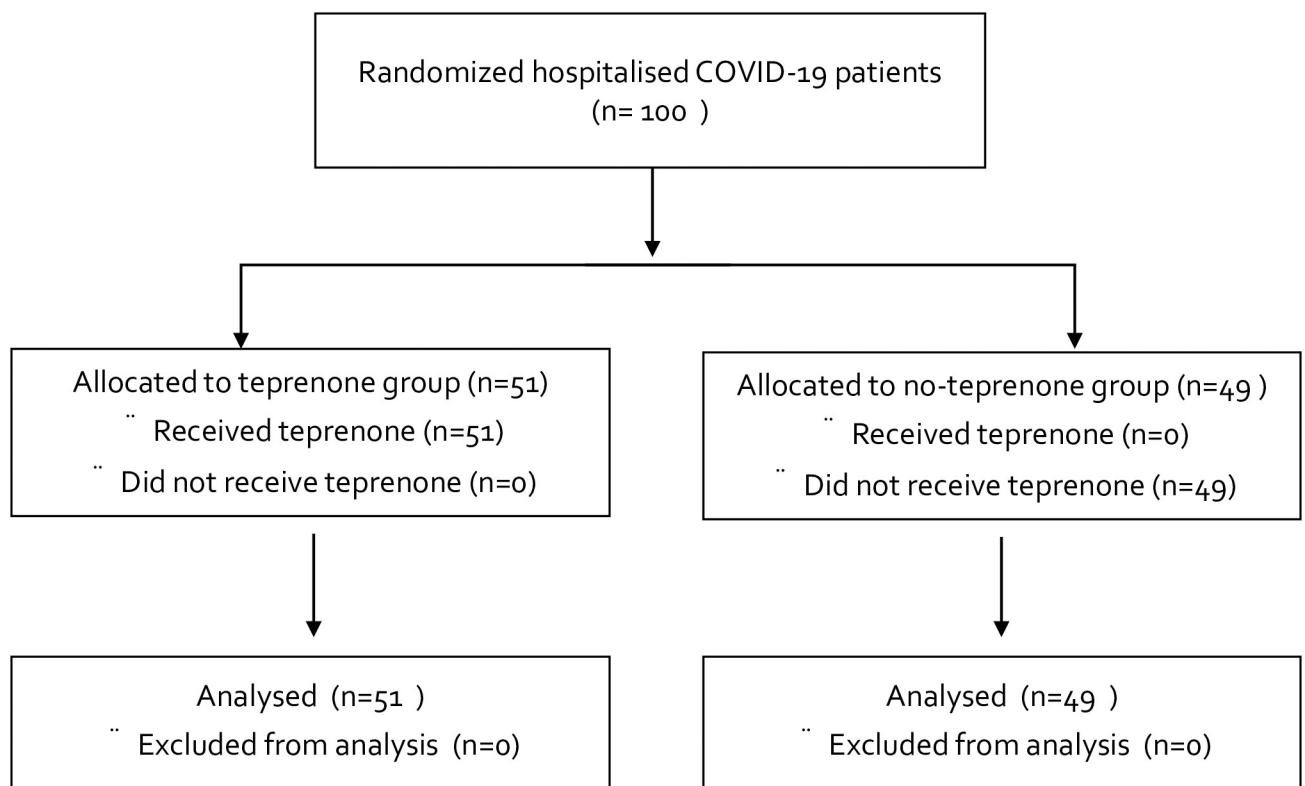 Randomized hospitalised COVID-19 patients
(n= 100  )
Allocated to teprenone group (n=51)
¨ Received teprenone (n=51)
¨ Did not receive teprenone (n=0)
Allocated to no-teprenone group (n=49 )
¨ Received teprenone (n=0)
¨ Did not receive teprenone (n=49)
Analysed  (n=51  )
¨ Excluded from analysis  (n=0)
Analysed  (n=49  )
¨ Excluded from analysis  (n=0)